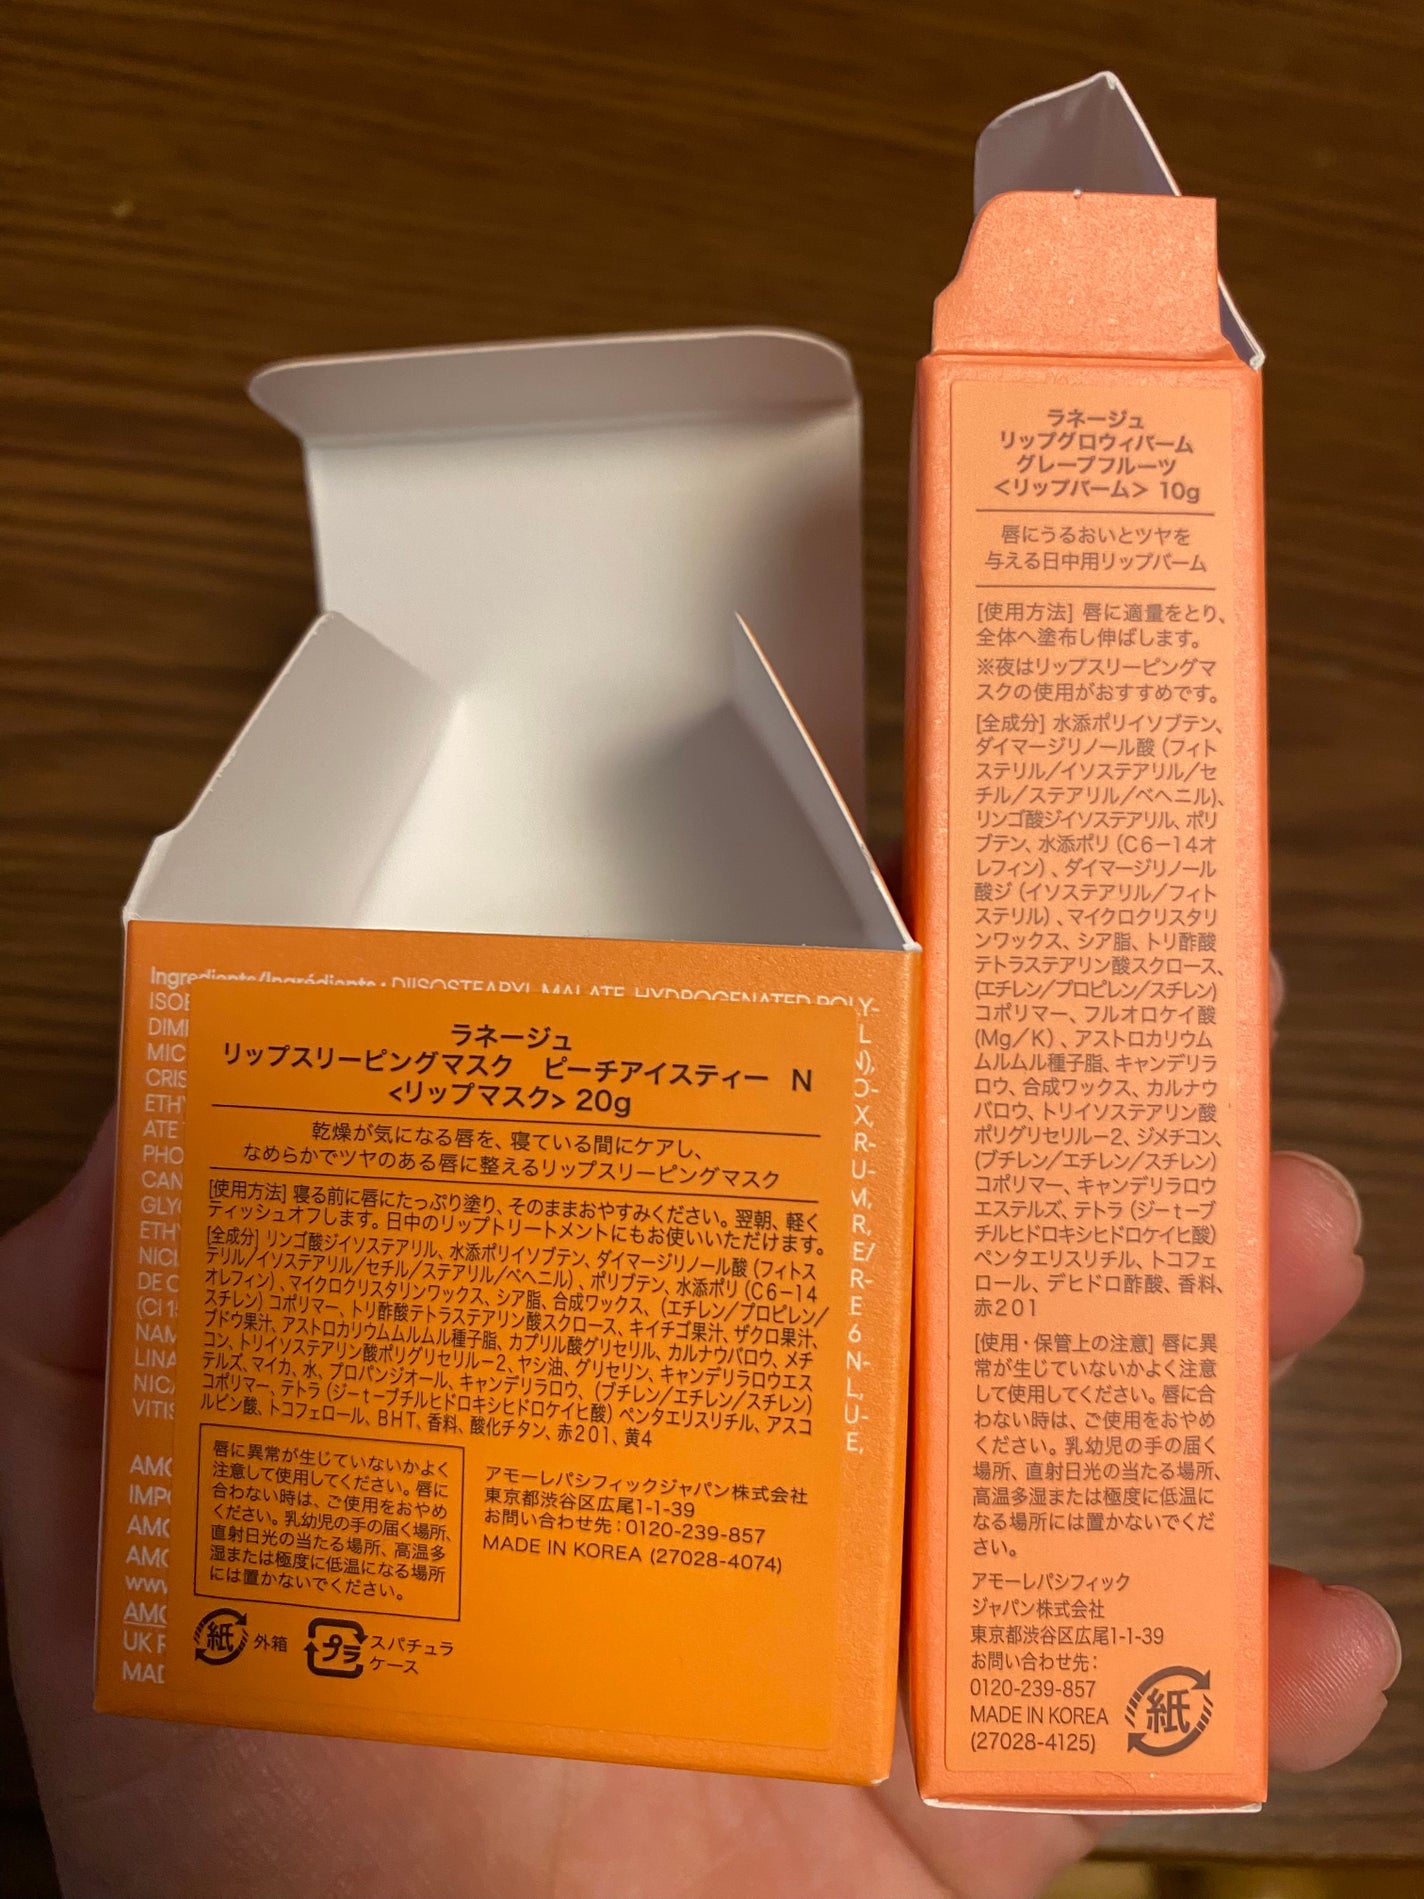 Ingredients/Ingrédients : DIISOSTEARYL MALATE, HYDROGENATED POLY-
ラネージュ
リップスリーピングマスク ピーチアイスティー N
<リップマスク> 20g
乾燥が気になる唇を、寝ている間にケアし、
なめらかでツヤのある唇に整えるリップスリーピングマスク
[使用方法] 寝る前に唇にたっぷり塗り、そのままおやすみください。翌朝、軽く
ティッシュオフします。日中のリップトリートメントにもお使いいただけます。
[全成分] リンゴ酸ジイソステアリル、水添ポリイソブテン、ダイマージリノール酸 (フィトス
テリル/イソステアリル/セチル/ステアリル/ベヘニル) 、ポリブテン、水添ポリ (C6-14
オレフィン) 、マイクロクリスタリンワックス、シア脂、合成ワックス、(エチレン/プロピレン/
スチレン) コポリマー、トリ酢酸テトラステアリン酸スクロース、キイチゴ果汁、ザクロ果汁、
ブドウ果汁、アストロカリウムムルムル種子脂、カプリル酸グリセリル、カルナウバロウ、メチ
コン、トリイソステアリン酸ポリグリセリル-2、ヤシ油、グリセリン、キャンデリラロウエス
テルズ、マイカ、水、プロパンジオール、キャンデリラロウ、(ブチレン/エチレン/スチレン)
コポリマー、テトラ (ジ-t-ブチルヒドロキシヒドロケイヒ酸) ペンタエリスリチル、アスコ
ルビン酸、トコフェロール、BHT、香料、酸化チタン、赤201、黄4
唇に異常が生じていないかよく
注意して使用してください。唇に
合わない時は、ご使用をおやめ
ください。乳幼児の手の届く場所、
直射日光の当たる場所、高温多
湿または極度に低温になる場所
には置かないでください。
アモーレパシフィックジャパン株式会社
東京都渋谷区広尾1-1-39
お問い合わせ先:0120-239-857
MADE IN KOREA (27028-4074)
紙 外箱
プラ スパチュラ
ケース
ラネージュ
リップグロウィバーム
グレープフルーツ
<リップバーム> 10g
唇にうるおいとツヤを
与える日中用リップバーム
[使用方法] 唇に適量をとり、
全体へ塗布し伸ばします。
※夜はリップスリーピングマ
スクの使用がおすすめです。
[全成分] 水添ポリイソブテン、
ダイマージリノール酸 (フィト
ステリル/イソステアリル/セ
チル/ステアリル/ベヘニル)、
リンゴ酸ジイソステアリル、ポリ
ブテン、水添ポリ (C6-14オ
レフィン) 、ダイマージリノール
酸ジ (イソステアリル/フィト
ステリル) 、マイクロクリスタリ
ンワックス、シア脂、トリ酢酸
テトラステアリン酸スクロース、
(エチレン/プロピレン/スチレン)
コポリマー、フルオロケイ酸
(Mg/K) 、アストロカリウム
ムルムル種子脂、キャンデリラ
ロウ、合成ワックス、カルナウ
バロウ、トリイソステアリン酸
ポリグリセリル-2、ジメチコン、
(ブチレン/エチレン/スチレン)
コポリマー、キャンデリラロウ
エステルズ、テトラ (ジ-t-ブ
チルヒドロキシヒドロケイヒ酸)
ペンタエリスリチル、トコフェ
ロール、デヒドロ酢酸、香料、
赤201
[使用・保管上の注意] 唇に異
常が生じていないかよく注意
して使用してください。唇に合
わない時は、ご使用をおやめ
ください。乳幼児の手の届く
場所、直射日光の当たる場所、
高温多湿または極度に低温に
なる場所には置かないでくだ
さい。
アモーレパシフィック
ジャパン株式会社
東京都渋谷区広尾1-1-39
お問い合わせ先:
0120-239-857
MADE IN KOREA
(27028-4125)
紙